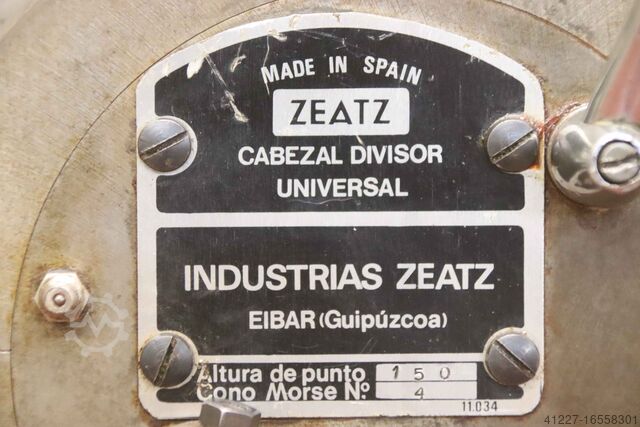 MADE IN SPAIN
ZEATZ
CABEZAL DIVISOR
UNIVERSAL
INDUSTRIAS ZEATZ
EIBAR (Guipúzcoa)
Altura de punto 150
Cono Morse Nº 4
11.034
41227-16558301